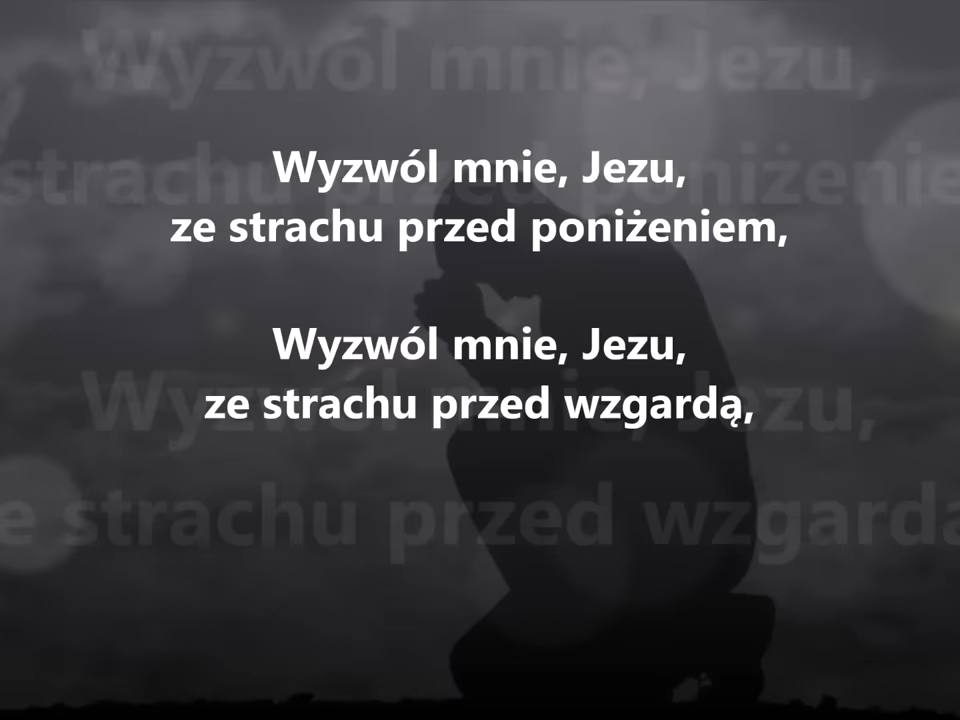 Wyzwól mnie, Jezu,
ze strachu przed poniżeniem,
Wyzwól mnie, Jezu,
ze strachu przed wzgardą,